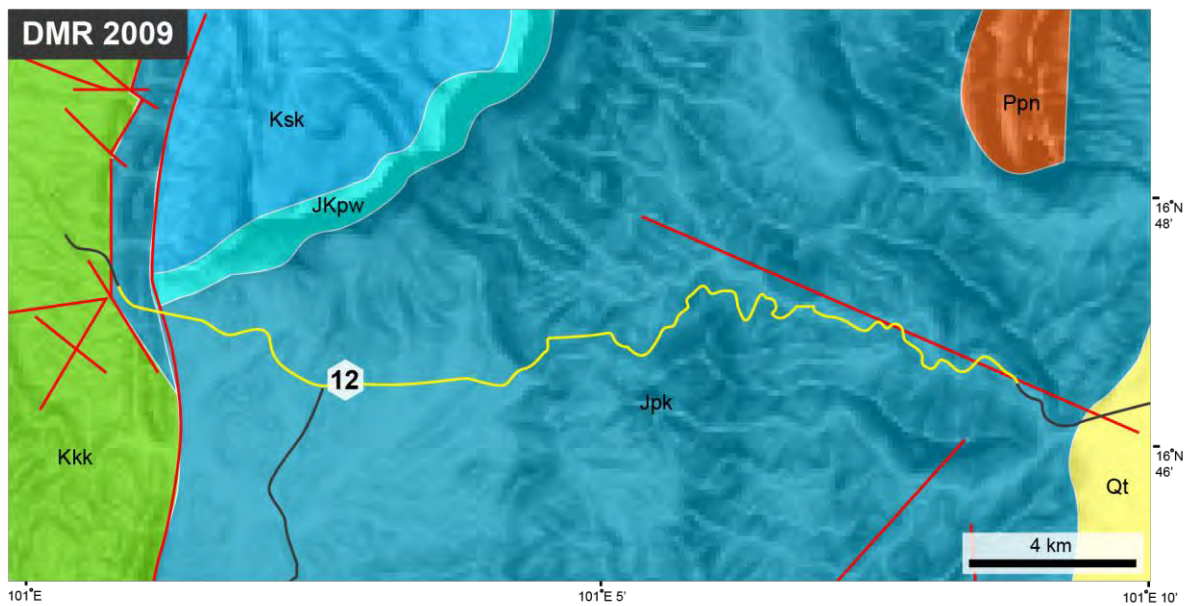 DMR 2009
Ksk
Ppn
JKpw
16°N
48'
12
Jpk
Kkk
16°N
46'
Qt
4 km
101°E
101°E 5'
101°E 10'